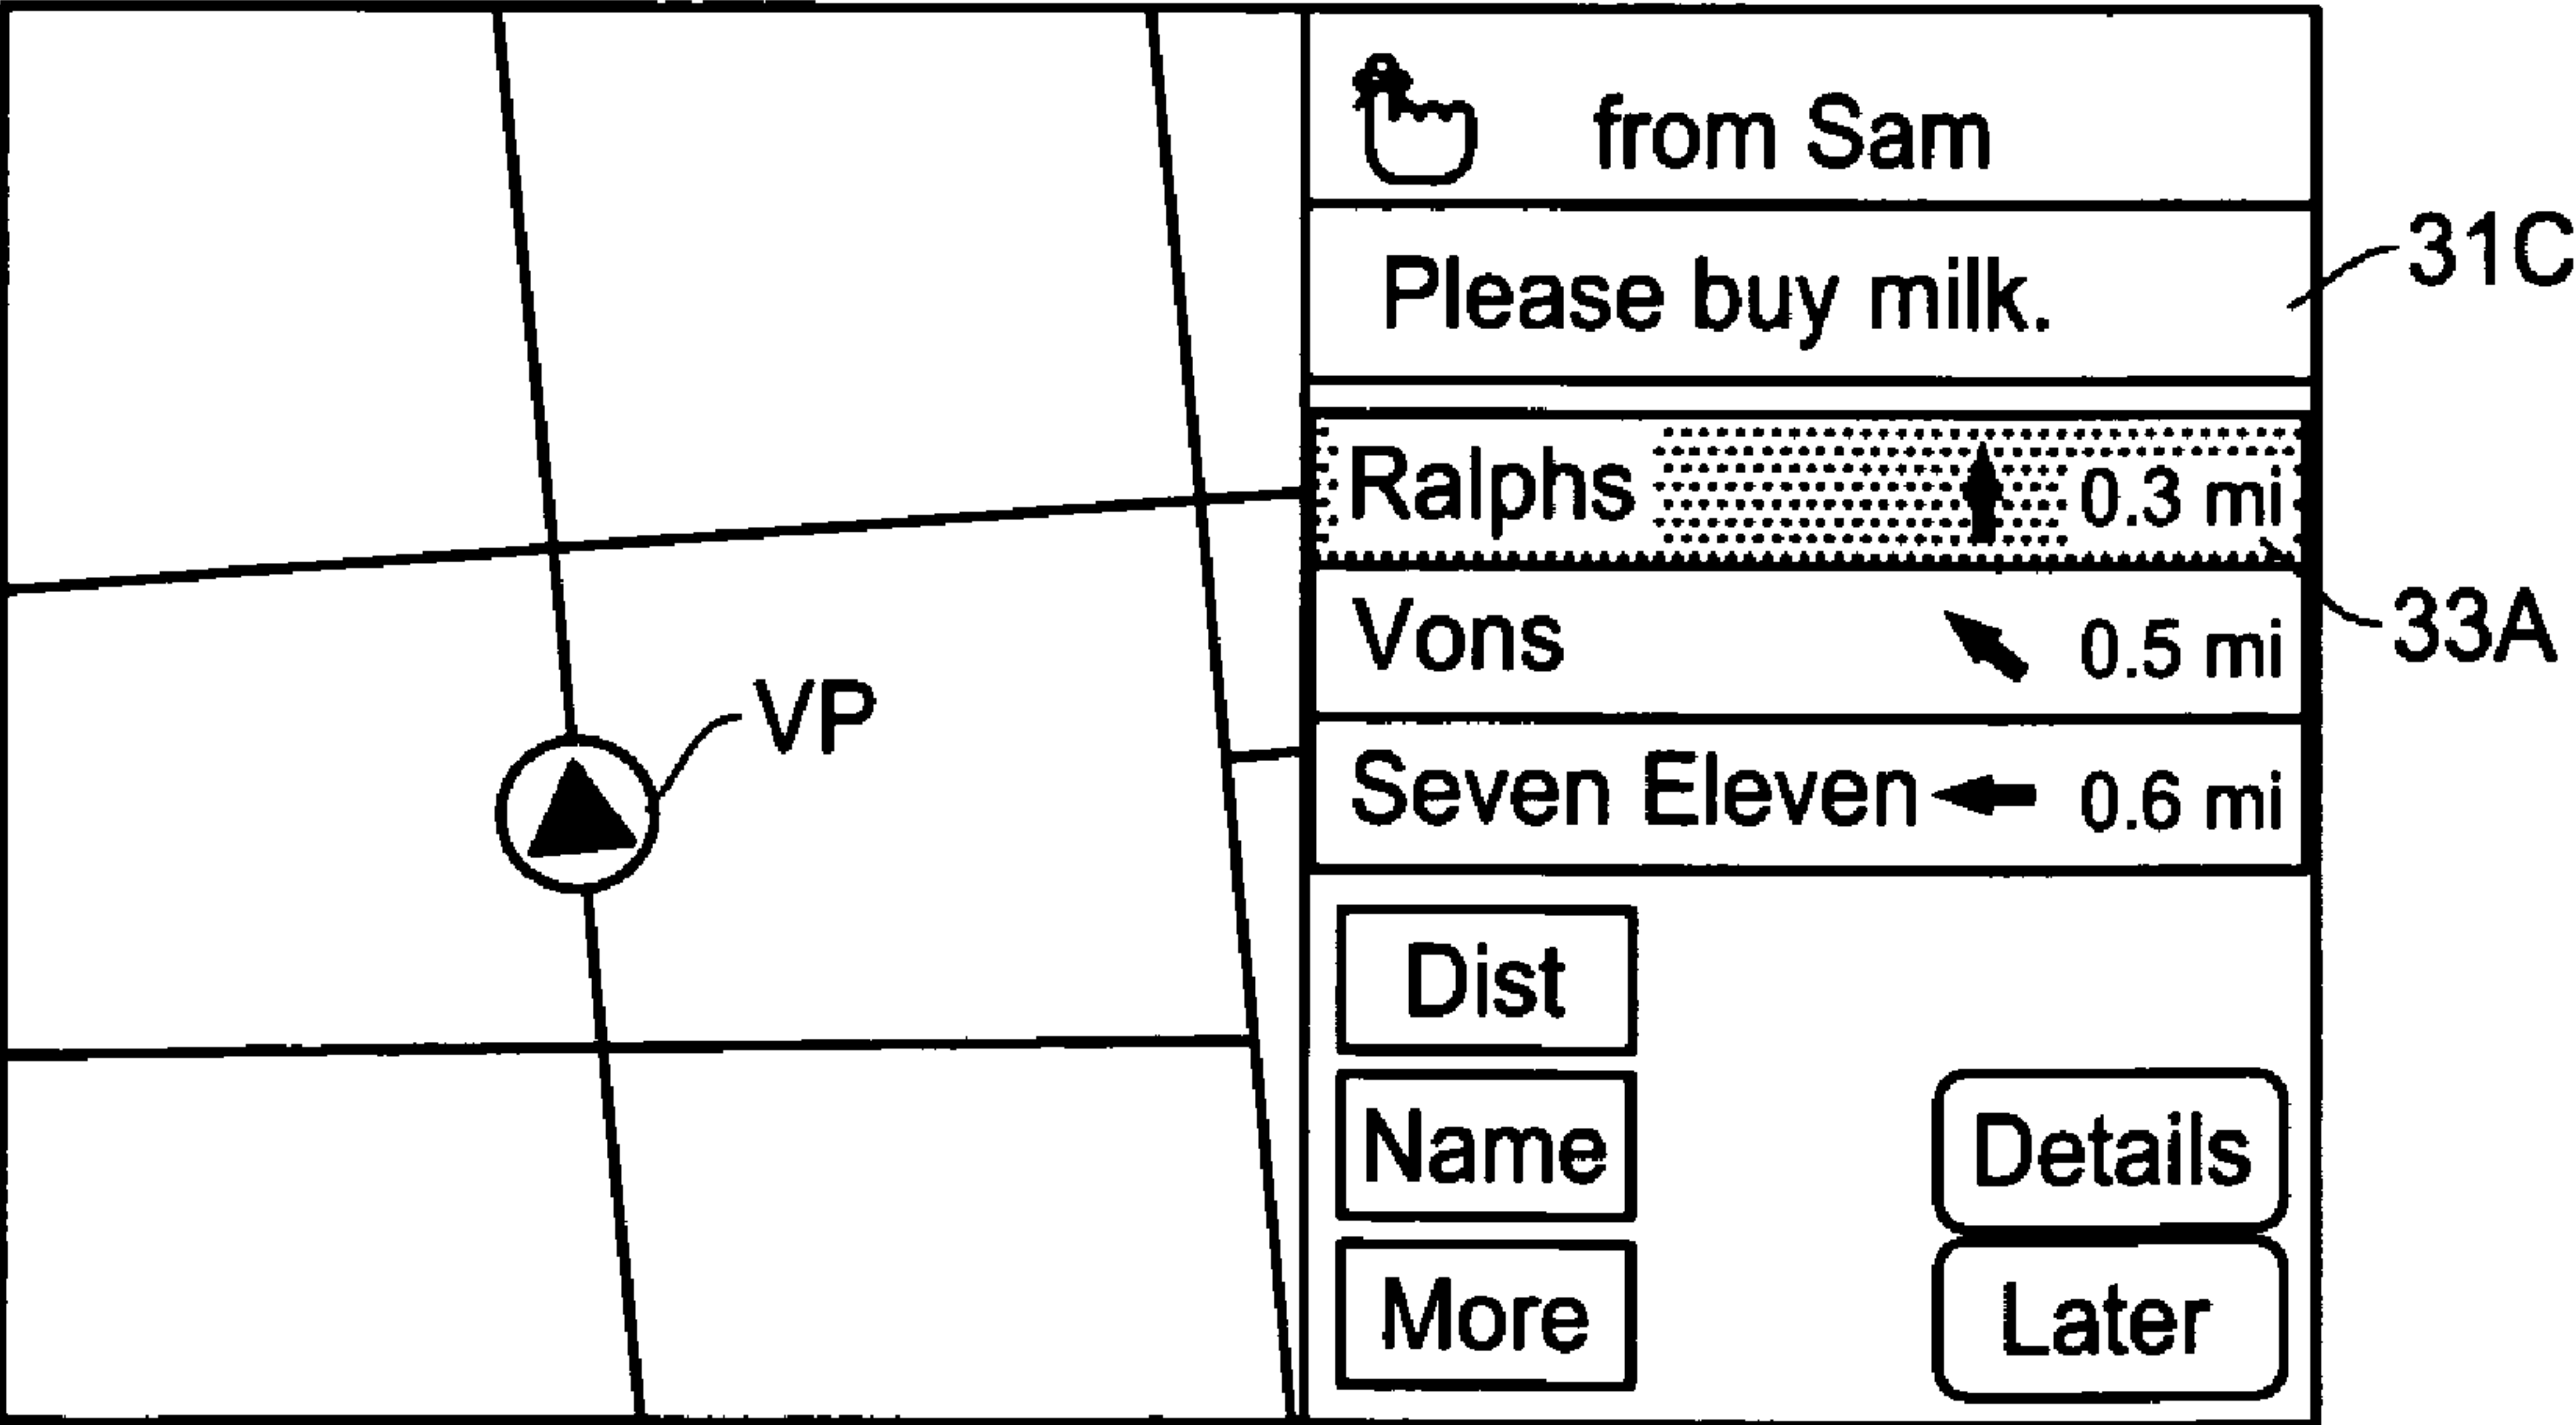 from Sam
Please buy milk.
31C
Ralphs 0.3 mi
33A
Vons 0.5 mi
VP
Seven Eleven 0.6 mi
Dist
Name
Details
More
Later